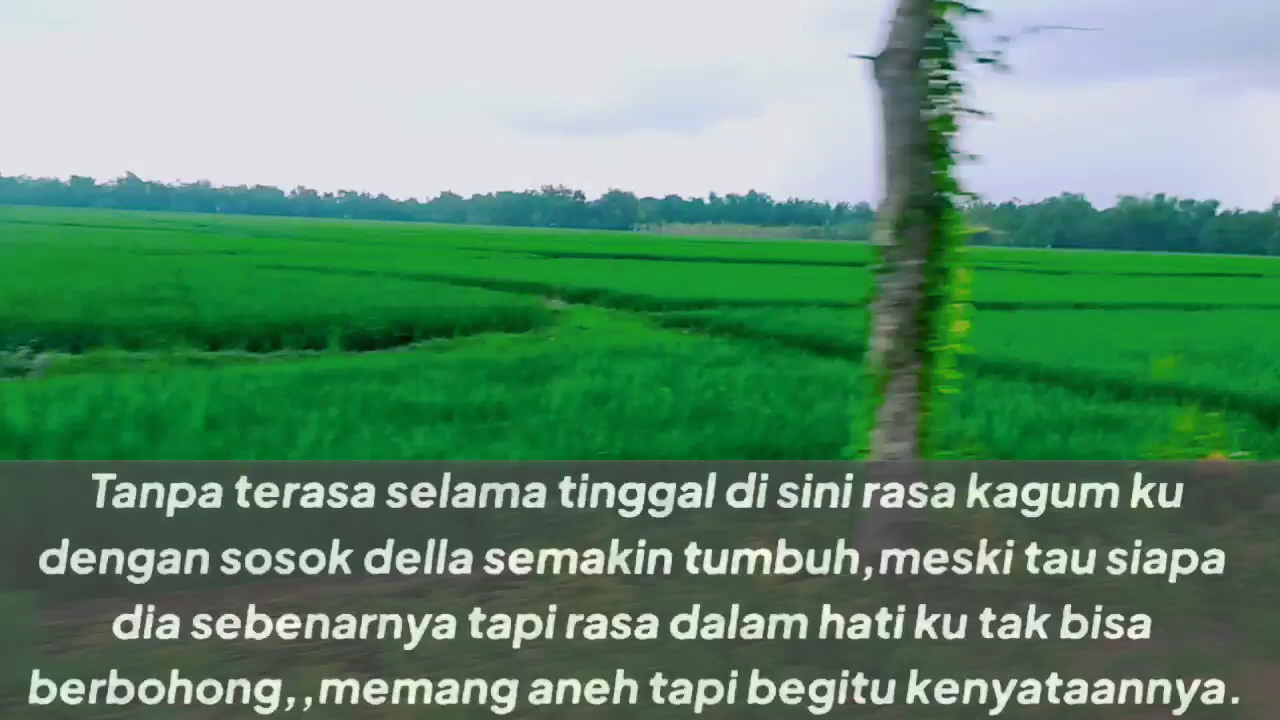 Tanpa terasa selama tinggal di sini rasa kagum ku
dengan sosok della semakin tumbuh,meski tau siapa
dia sebenarnya tapi rasa dalam hati ku tak bisa
berbohong,,memang aneh tapi begitu kenyataannya.